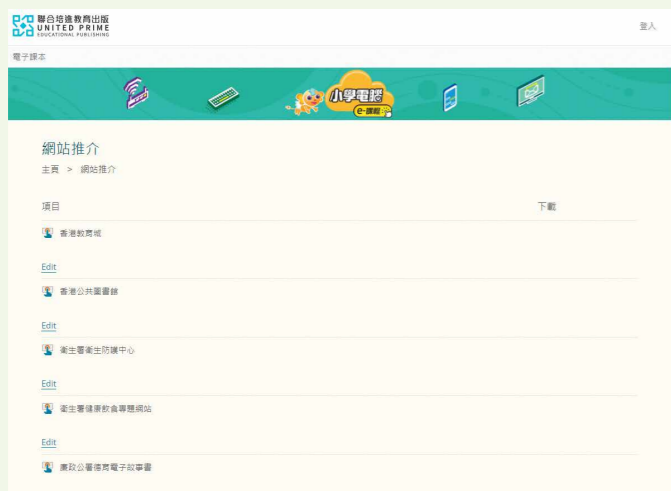 聯合培進教育出版
UNITED PRIME
EDUCATIONAL PUBLISHING
登入
電子課本
小學電腦
e-課程
網站推介
主頁 > 網站推介
項目
下載
香港教育城
Edit
香港公共圖書館
Edit
衞生署衞生防護中心
Edit
衞生署健康飲食專題網站
Edit
廉政公署德育電子故事書